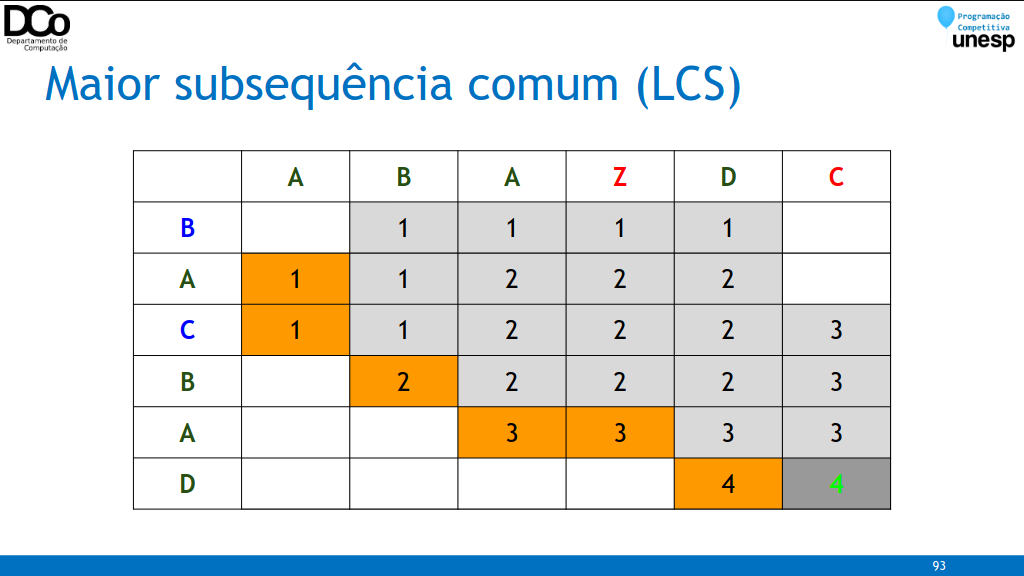 DCo
Departamento de
Computação
Programação
Competitiva
unesp
Maior subsequência comum (LCS)
A B A Z D C
B 1 1 1 1
A 1 1 2 2 2
C 1 1 2 2 2 3
B 2 2 2 2 3
A 3 3 3 3
D 4 4
93